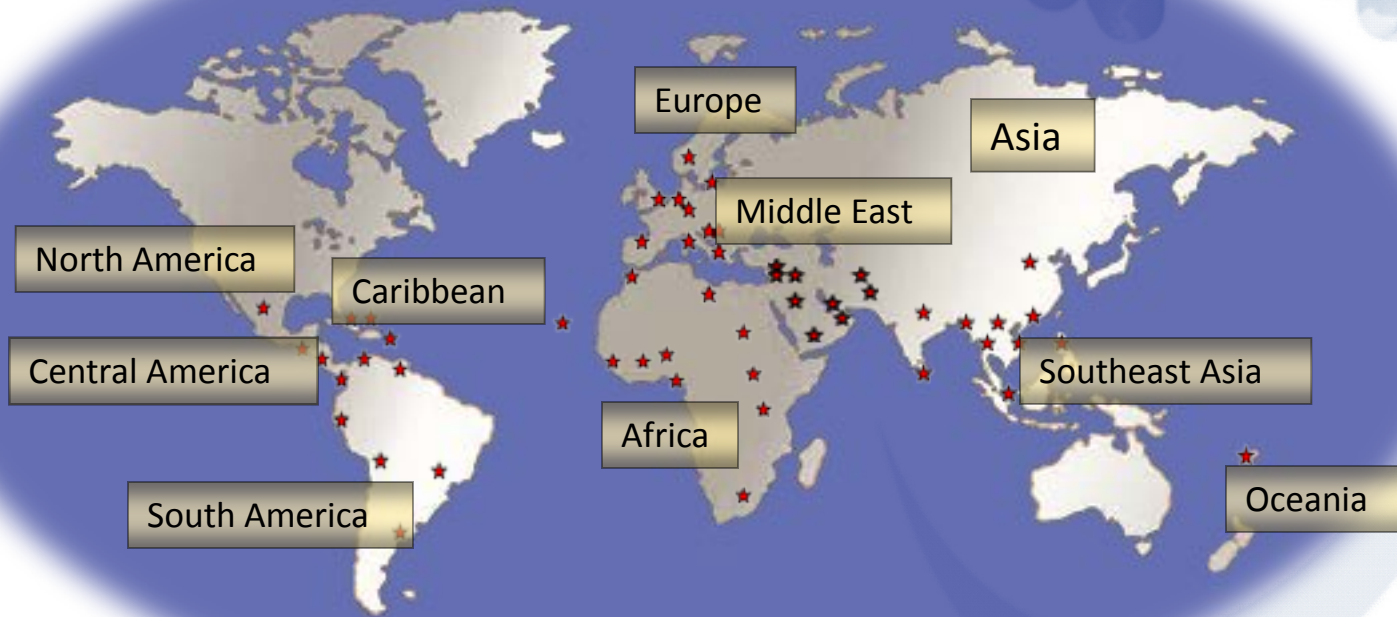 Europe
Asia
Middle East
North America
Caribbean
Central America
Southeast Asia
Africa
Oceania
South America